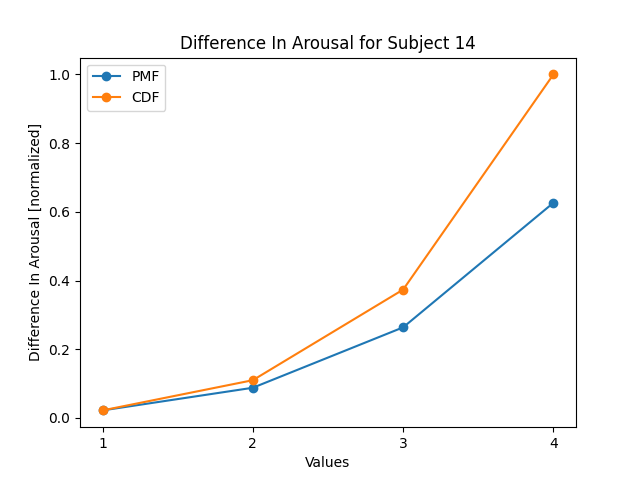 Difference In Arousal for Subject 14
PMF
CDF
Difference In Arousal [normalized]
1.0
0.8
0.6
0.4
0.2
0.0
1 2 3 4
Values